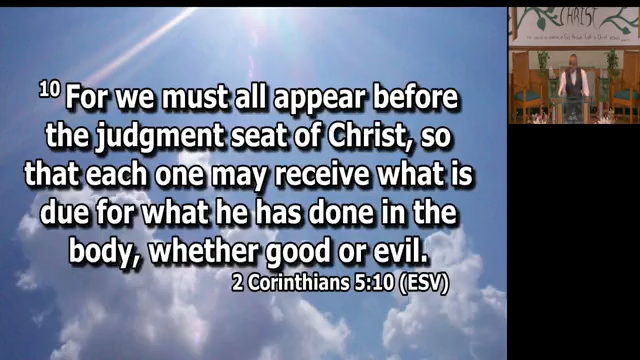 10 For we must all appear before
the judgment seat of Christ, so
that each one may receive what is
due for what he has done in the
body, whether good or evil.
2 Corinthians 5:10 (ESV)
CHRIST